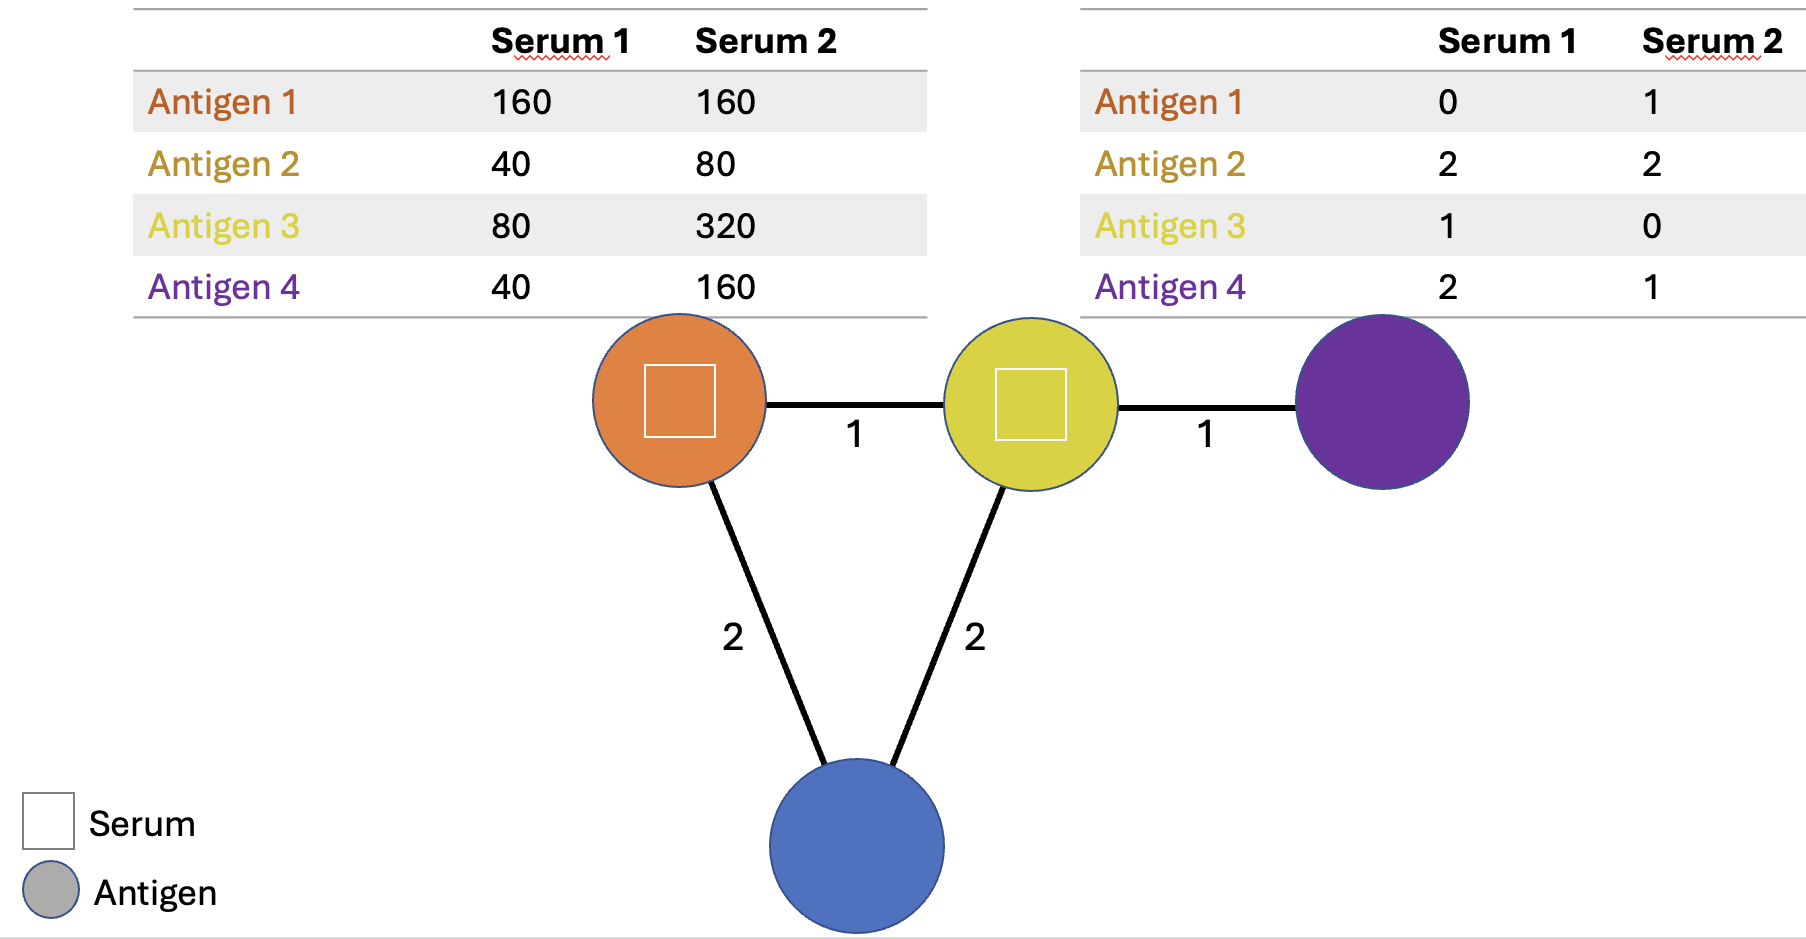 Serum 1 Serum 2
Antigen 1 160 160
Antigen 2 40 80
Antigen 3 80 320
Antigen 4 40 160
Serum 1 Serum 2
Antigen 1 0 1
Antigen 2 2 2
Antigen 3 1 0
Antigen 4 2 1
1
1
2
2
Serum
Antigen